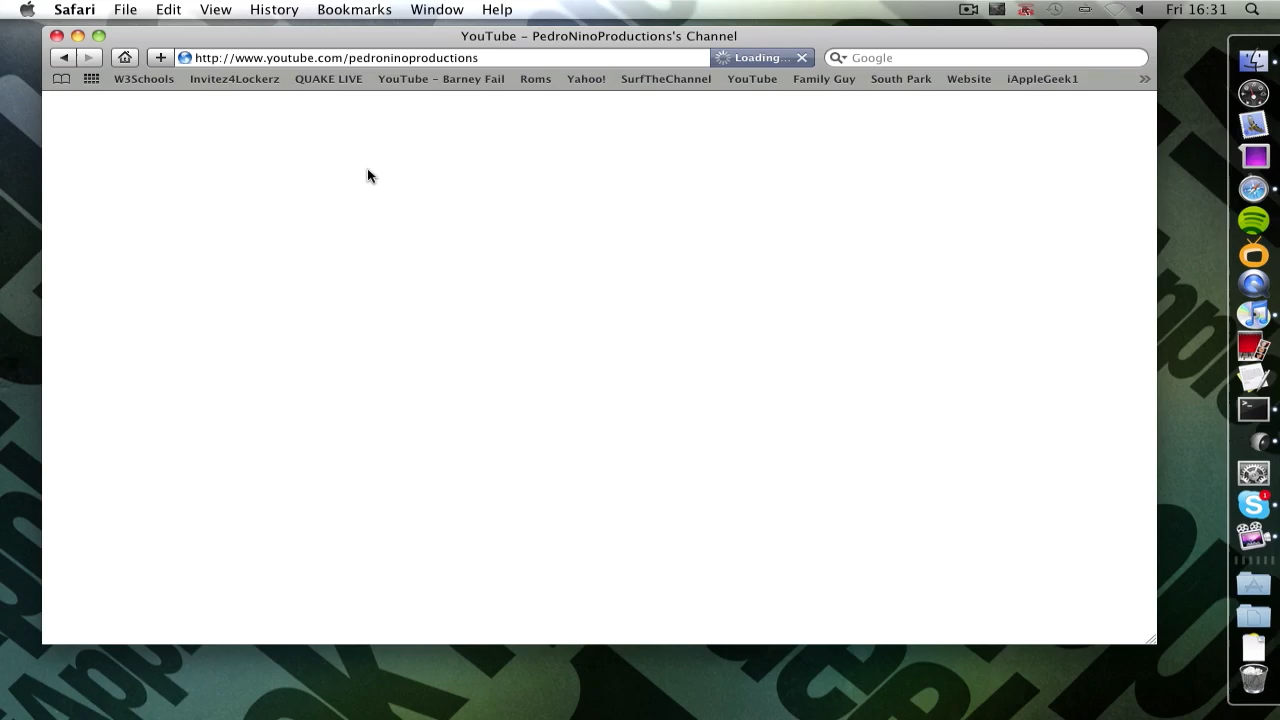 Safari File Edit View History Bookmarks Window Help Fri 16:31
YouTube – PedroNinoProductions's Channel
http://www.youtube.com/pedroninoproductions Loading... Google
W3Schools Invitez4Lockerz QUAKE LIVE YouTube – Barney Fail Roms Yahoo! SurfTheChannel YouTube Family Guy South Park Website iAppleGeek1